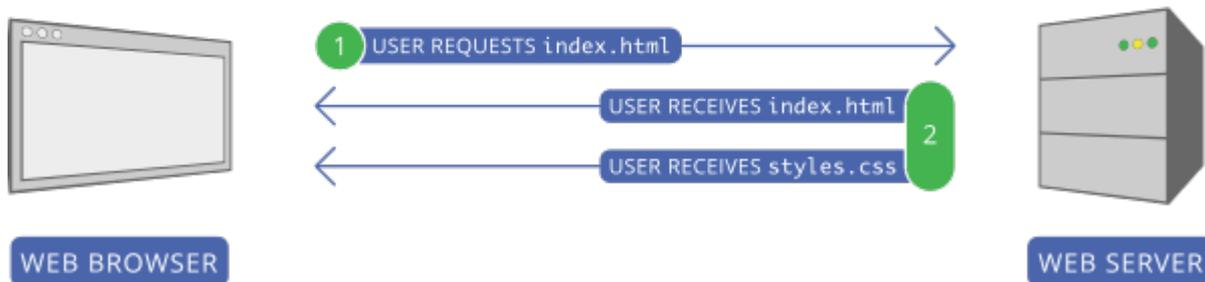 1 USER REQUESTS index.html
USER RECEIVES index.html
2
USER RECEIVES styles.css
WEB BROWSER
WEB SERVER